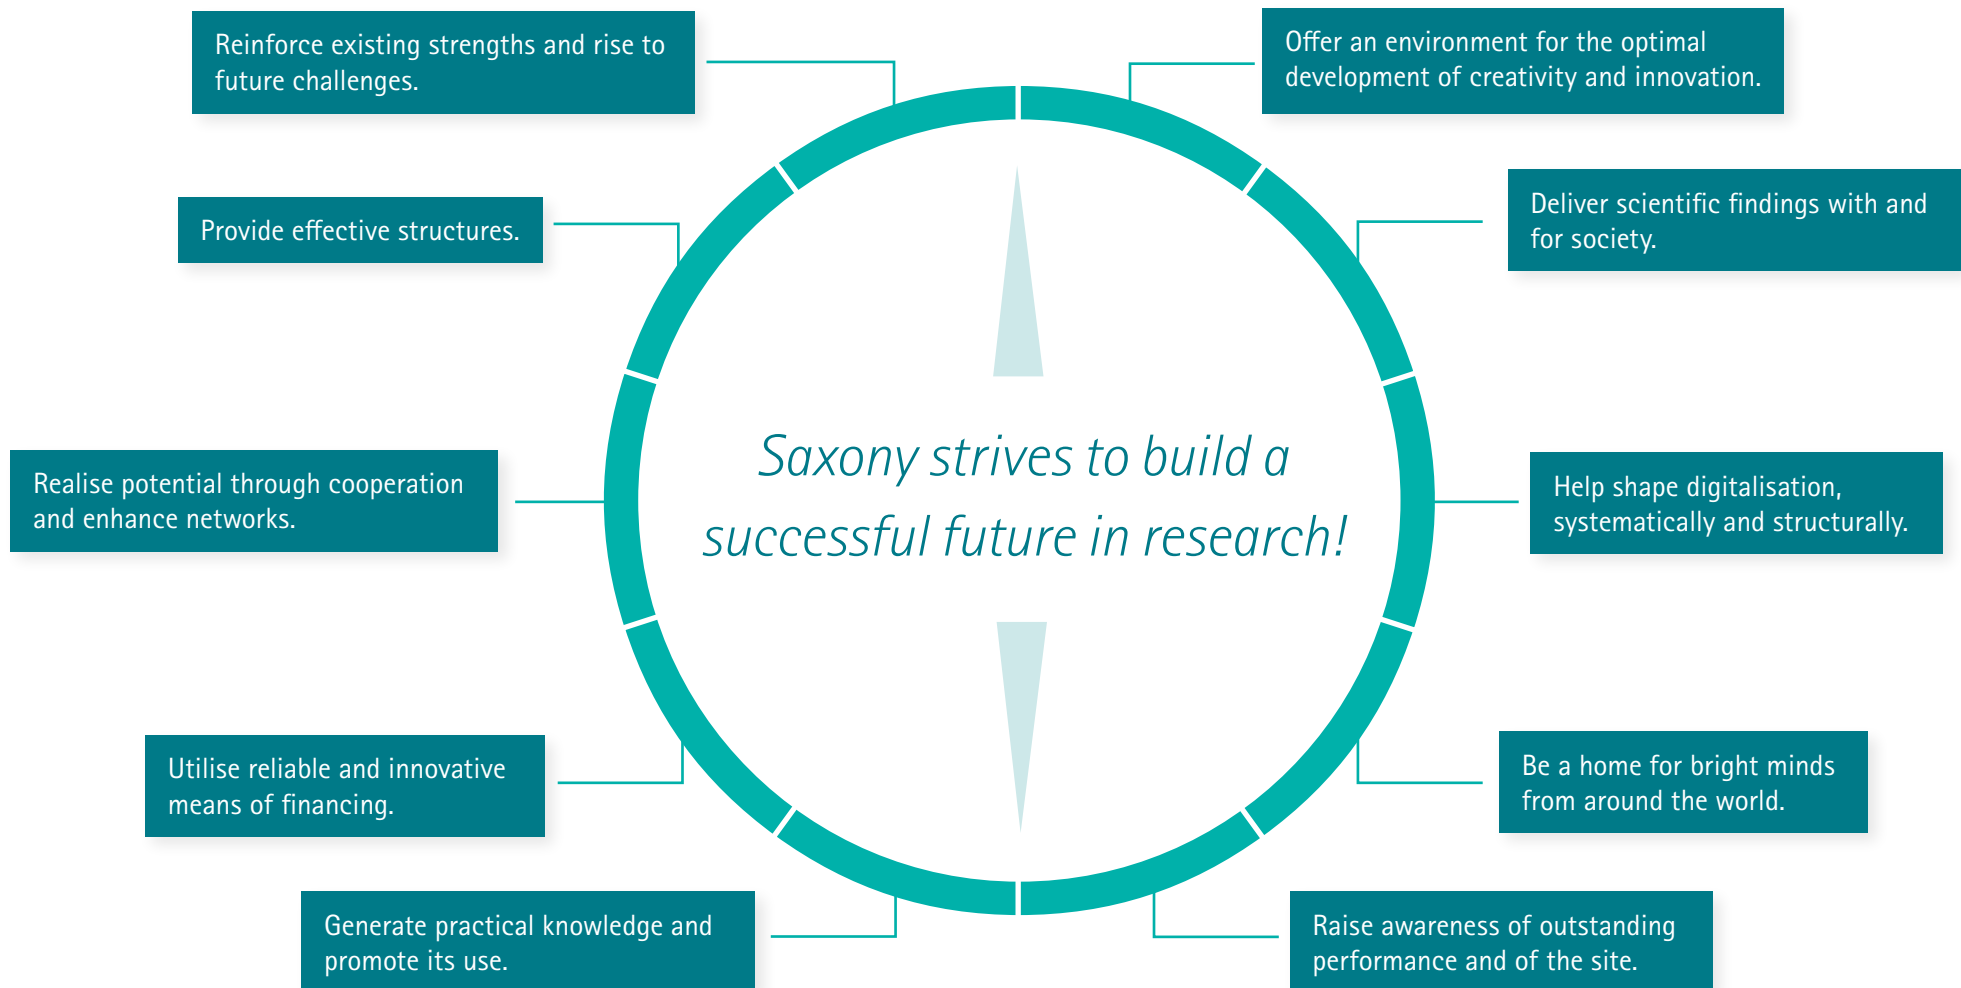 Reinforce existing strengths and rise to
future challenges.
Offer an environment for the optimal
development of creativity and innovation.
Provide effective structures.
Deliver scientific findings with and
for society.
Saxony strives to build a
successful future in research!
Realise potential through cooperation
and enhance networks.
Help shape digitalisation,
systematically and structurally.
Utilise reliable and innovative
means of financing.
Be a home for bright minds
from around the world.
Generate practical knowledge and
promote its use.
Raise awareness of outstanding
performance and of the site.